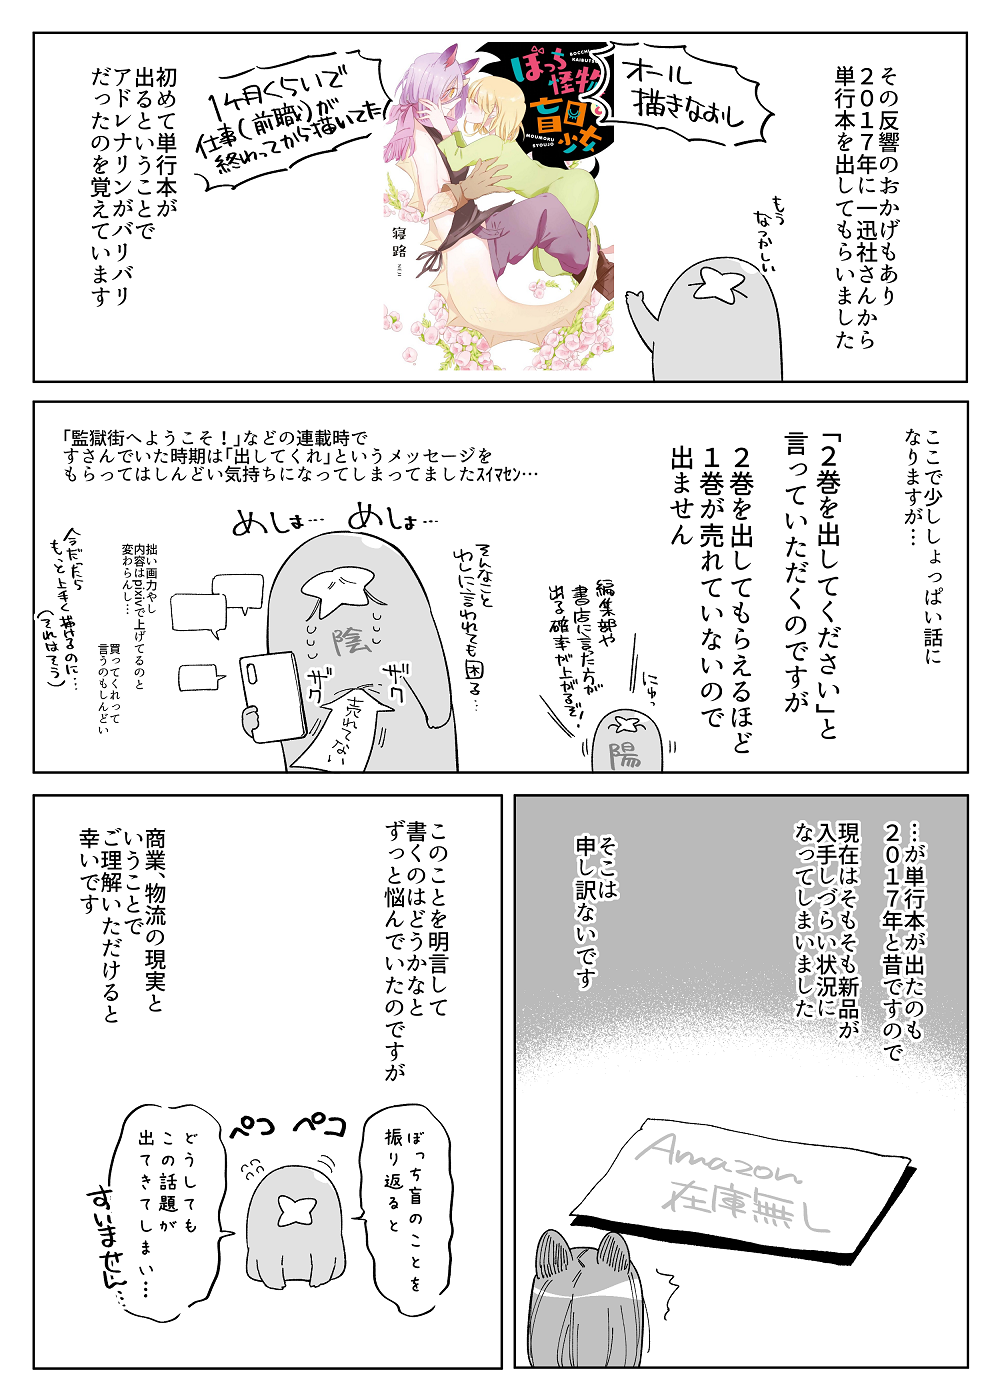 その反響のおかげもあり
２０１７年に一迅社さんから
単行本を出してもらいました
もう
なつかしい
オール
描きなおし
ぼっち
怪物
盲目
少女
BOCCHI
KAIBUTSU
MOUMOKU
SYOUJO
寝路
1ヶ月くらいで
仕事(前職)が
終わってから描いてた
初めて単行本が
出るということで
アドレナリンがバリバリ
だったのを覚えています
ここで少ししょっぱい話に
なりますが…
「２巻を出してください」と
言っていただくのですが
２巻を出してもらえるほど
１巻が売れていないので
出ません
「監獄街へようこそ！」などの連載時で
すさんでいた時期は「出してくれ」というメッセージを
もらってはしんどい気持ちになってしまってましたｽｲﾏｾﾝ…
にゅっ
編集部や
書店に言った方が
出る確率が上がるぞ！
陽
そんなこと
わしに言われても困る…
めしょ…
めしょ…
陰
ザク
ザク
売れてない
拙い画力やし
内容はpixivで上げてるのと
変わらんし…
買ってくれって
言うのもしんどい
今だったら
もっと上手く描けるのに…
(それはそう)
…が単行本が出たのも
２０１７年と昔ですので
現在はそもそも新品が
入手しづらい状況に
なってしまいました
そこは
申し訳ないです
Amazon
在庫無し
このことを明言して
書くのはどうかなと
ずっと悩んでいたのですが
商業、物流の現実と
いうことで
ご理解いただけると
幸いです
ぼっち盲のことを
振り返ると
ペコ
ペコ
どうしても
この話題が
出てきてしまい…
すいません…